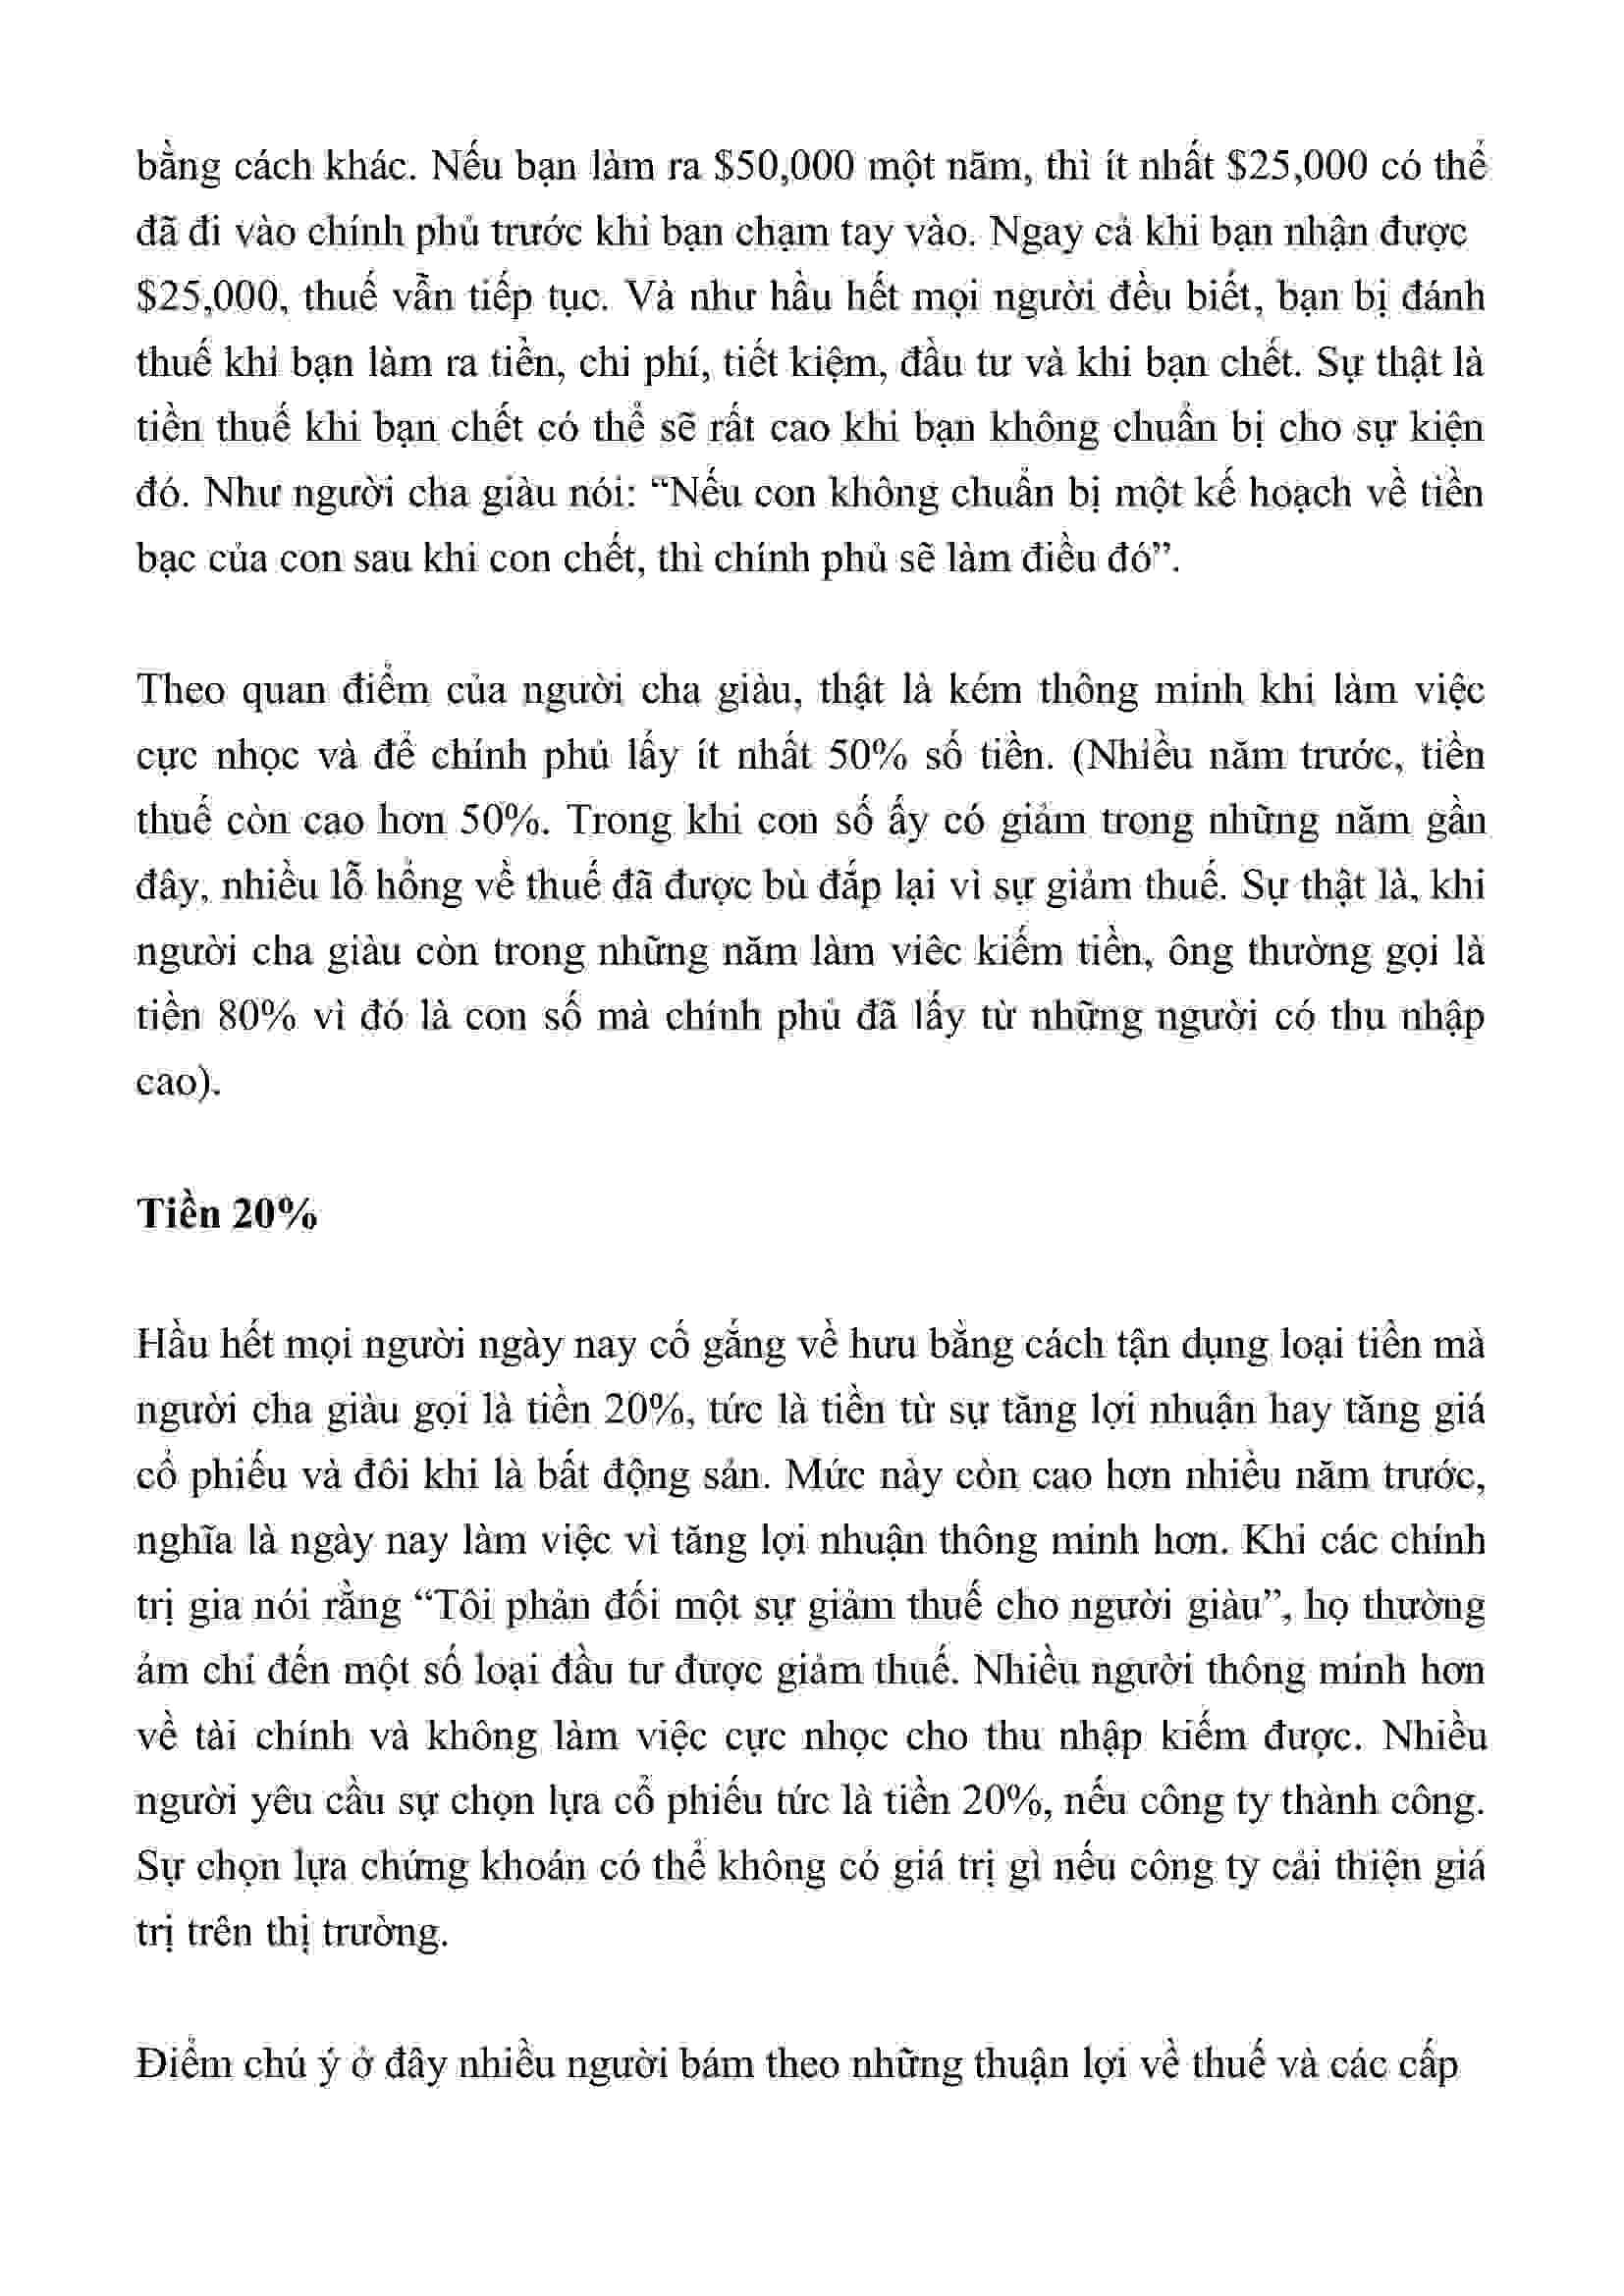 bằng cách khác. Nếu bạn làm ra $50,000 một năm, thì ít nhất $25,000 có thể
đã đi vào chính phủ trước khi bạn chạm tay vào. Ngay cả khi bạn nhận được
$25,000, thuế vẫn tiếp tục. Và như hầu hết mọi người đều biết, bạn bị đánh
thuế khi bạn làm ra tiền, chi phí, tiết kiệm, đầu tư và khi bạn chết. Sự thật là
tiền thuế khi bạn chết có thể sẽ rất cao khi bạn không chuẩn bị cho sự kiện
đó. Như người cha giàu nói: “Nếu con không chuẩn bị một kế hoạch về tiền
bạc của con sau khi con chết, thì chính phủ sẽ làm điều đó”.
Theo quan điểm của người cha giàu, thật là kém thông minh khi làm việc
cực nhọc và để chính phủ lấy ít nhất 50% số tiền. (Nhiều năm trước, tiền
thuế còn cao hơn 50%. Trong khi con số ấy có giảm trong những năm gần
đây, nhiều lỗ hổng về thuế đã được bù đắp lại vì sự giảm thuế. Sự thật là, khi
người cha giàu còn trong những năm làm viêc kiếm tiền, ông thường gọi là
tiền 80% vì đó là con số mà chính phủ đã lấy từ những người có thu nhập
cao).
Tiền 20%
Hầu hết mọi người ngày nay cố gắng về hưu bằng cách tận dụng loại tiền mà
người cha giàu gọi là tiền 20%, tức là tiền từ sự tăng lợi nhuận hay tăng giá
cổ phiếu và đôi khi là bất động sản. Mức này còn cao hơn nhiều năm trước,
nghĩa là ngày nay làm việc vì tăng lợi nhuận thông minh hơn. Khi các chính
trị gia nói rằng “Tôi phản đối một sự giảm thuế cho người giàu”, họ thường
ám chỉ đến một số loại đầu tư được giảm thuế. Nhiều người thông minh hơn
về tài chính và không làm việc cực nhọc cho thu nhập kiếm được. Nhiều
người yêu cầu sự chọn lựa cổ phiếu tức là tiền 20%, nếu công ty thành công.
Sự chọn lựa chứng khoán có thể không có giá trị gì nếu công ty cải thiện giá
trị trên thị trường.
Điểm chú ý ở đây nhiều người bám theo những thuận lợi về thuế và các cấp